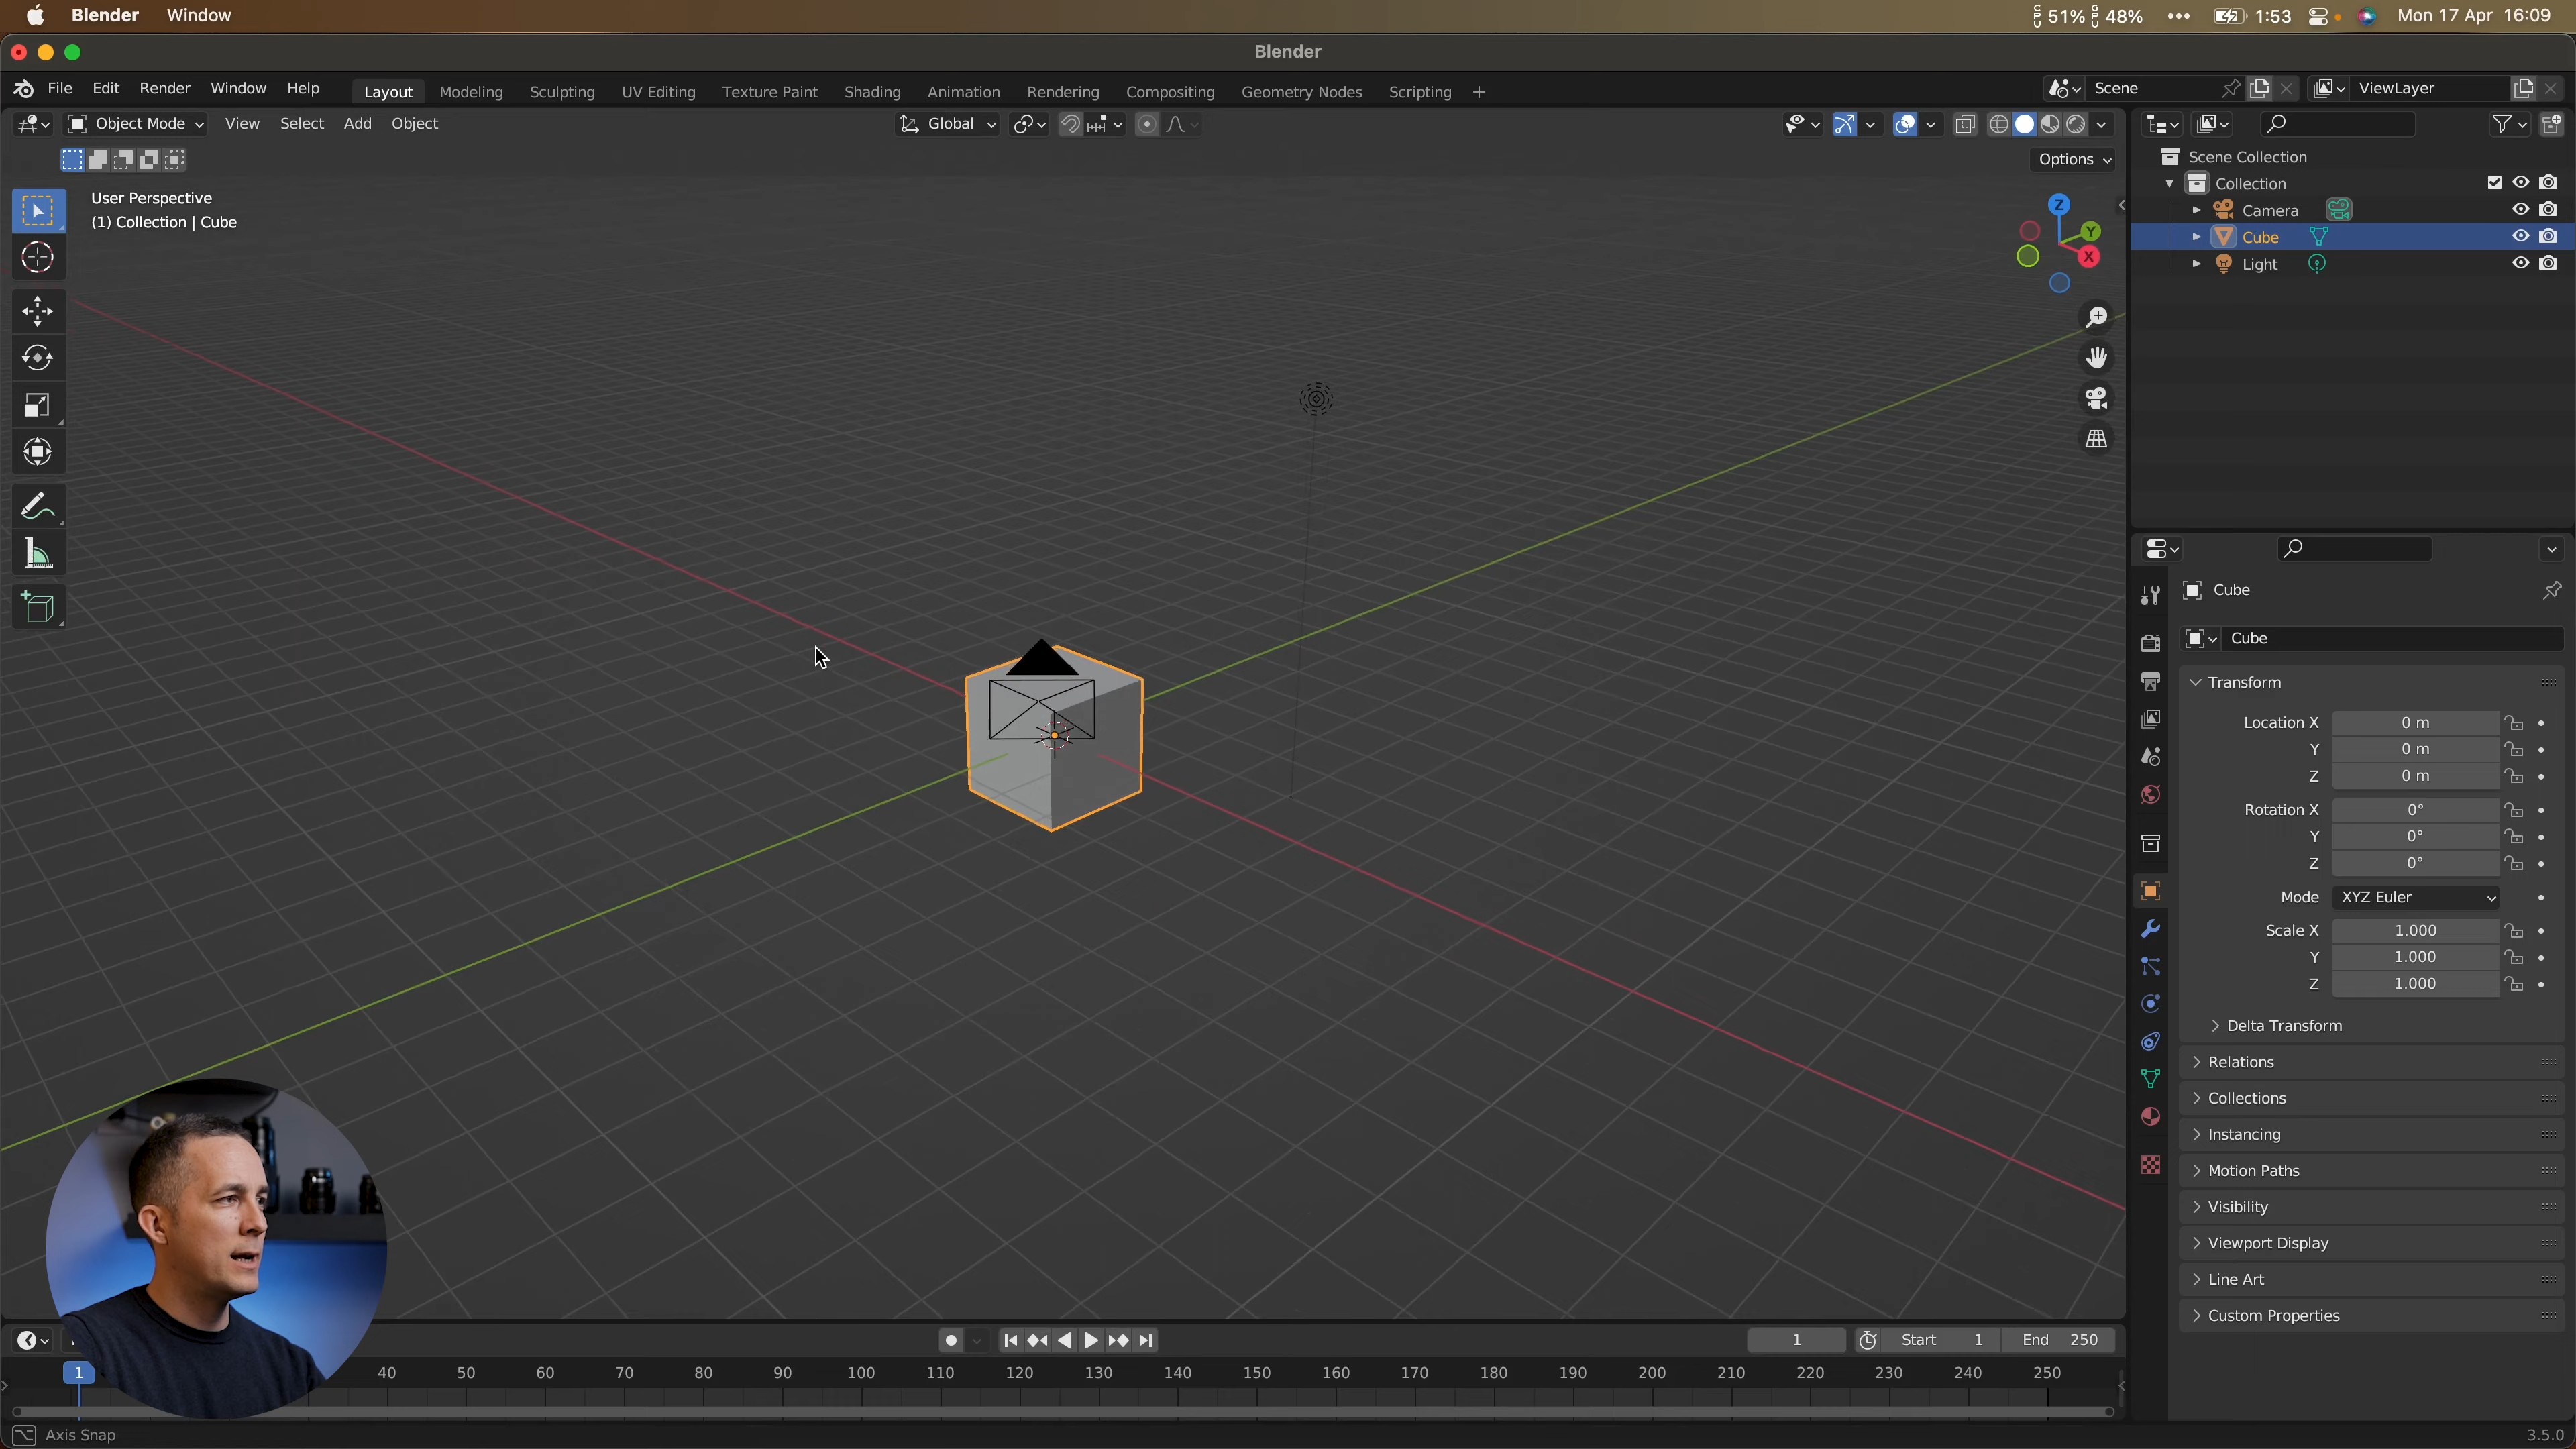 Blender Window 51% 48% ••• 1:53 Mon 17 Apr 16:09
Blender
File Edit Render Window Help Layout Modeling Sculpting UV Editing Texture Paint Shading Animation Rendering Compositing Geometry Nodes Scripting + Scene ViewLayer
Object Mode View Select Add Object Global
Options
User Perspective
(1) Collection | Cube
Z
Y
X
Scene Collection
Collection
Camera
Cube
Light
Cube
Cube
Transform
Location X 0 m
Y 0 m
Z 0 m
Rotation X 0°
Y 0°
Z 0°
Mode XYZ Euler
Scale X 1.000
Y 1.000
Z 1.000
Delta Transform
Relations
Collections
Instancing
Motion Paths
Visibility
Viewport Display
Line Art
Custom Properties
1 Start 1 End 250
1 40 50 60 70 80 90 100 110 120 130 140 150 160 170 180 190 200 210 220 230 240 250
Axis Snap 3.5.0